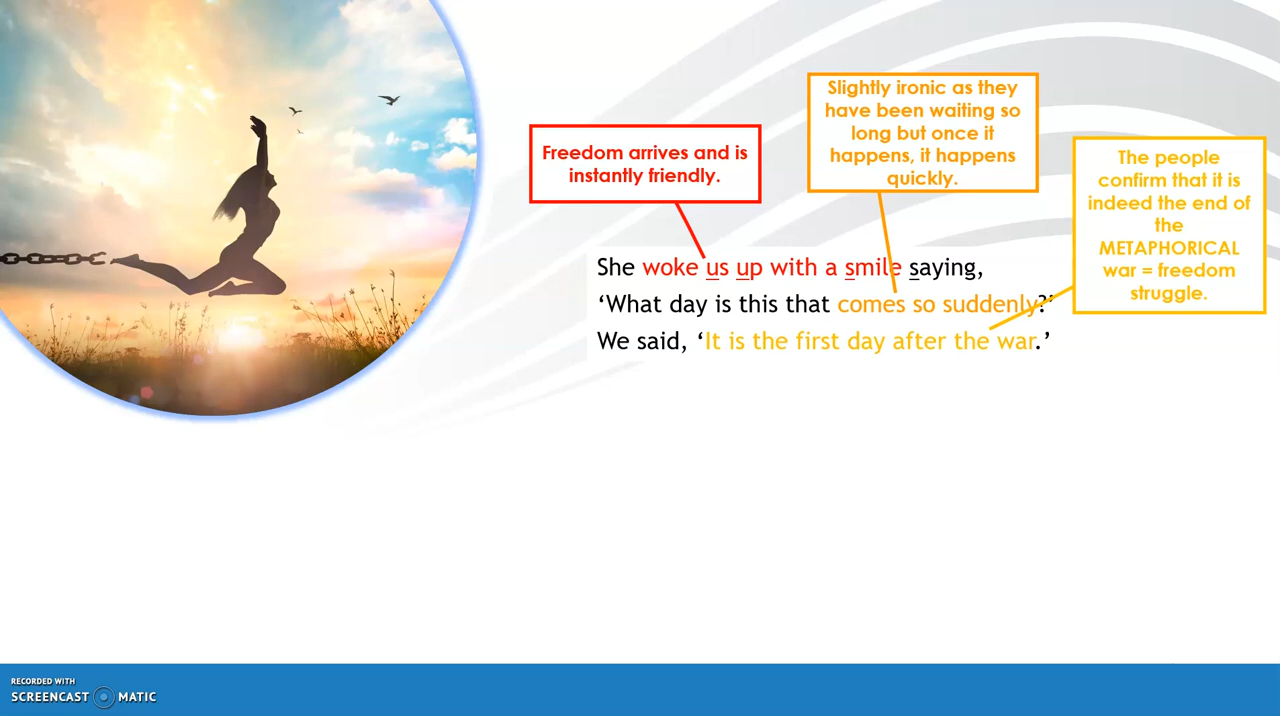 Freedom arrives and is
instantly friendly.
Slightly ironic as they
have been waiting so
long but once it
happens, it happens
quickly.
The people
confirm that it is
indeed the end of
the
METAPHORICAL
war = freedom
struggle.
She woke us up with a smile saying,
‘What day is this that comes so suddenly?’
We said, ‘It is the first day after the war.’
RECORDED WITH
SCREENCAST MATIC